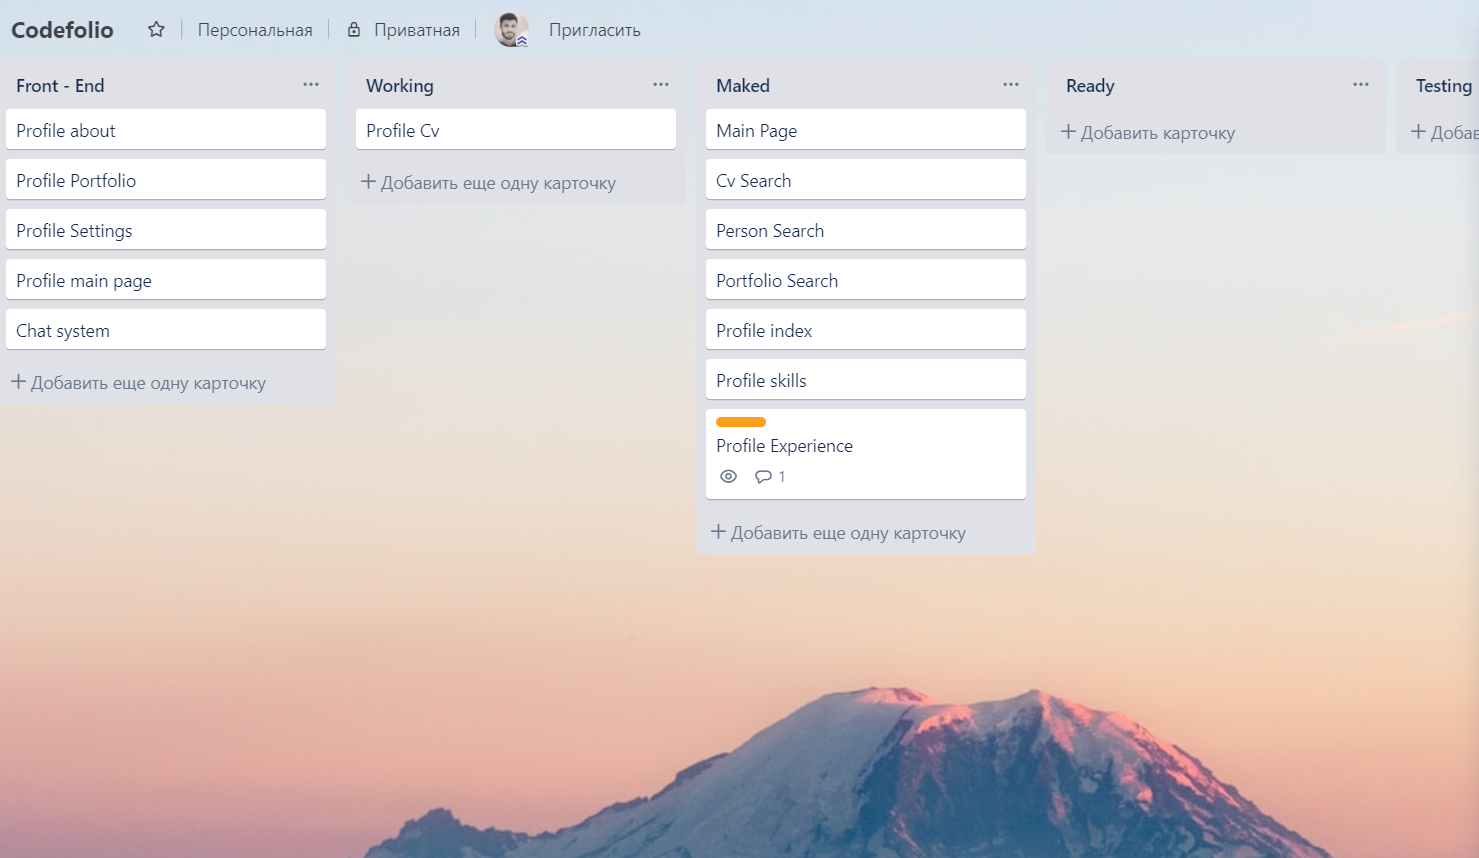 Codefolio
Персональная
Приватная
Пригласить
Front - End
Profile about
Profile Portfolio
Profile Settings
Profile main page
Chat system
Добавить еще одну карточку
Working
Profile Cv
Добавить еще одну карточку
Maked
Main Page
Cv Search
Person Search
Portfolio Search
Profile index
Profile skills
Profile Experience
1
Добавить еще одну карточку
Ready
Добавить карточку
Testing
Добав